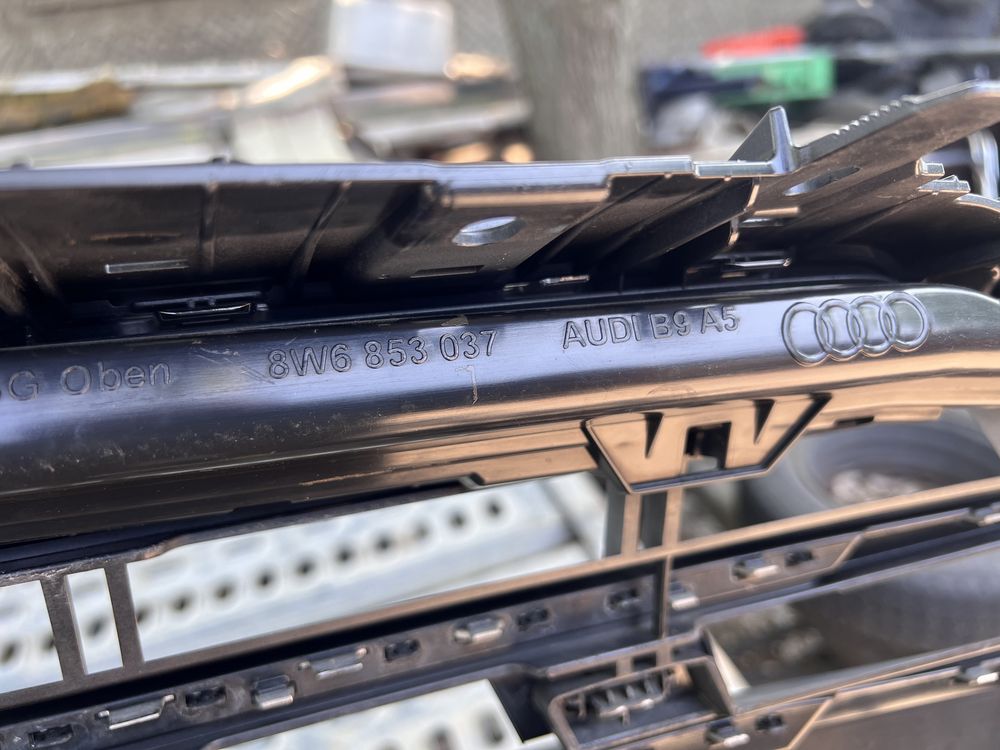 Oben 8W6 853 037 AUDI B9 A5